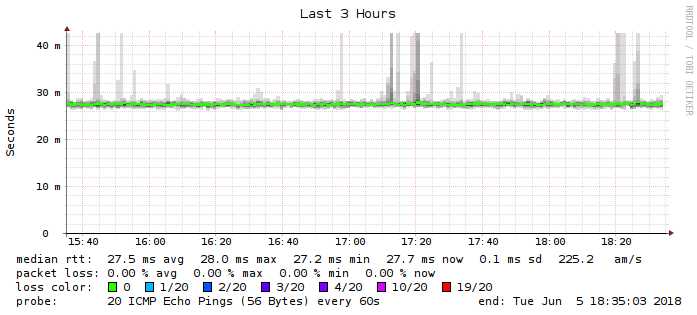 Last 3 Hours
RRDTOOL / TOBI OETIKER
Seconds
40 m
30 m
20 m
10 m
0
15:40 16:00 16:20 16:40 17:00 17:20 17:40 18:00 18:20
median rtt: 27.5 ms avg 28.0 ms max 27.2 ms min 27.7 ms now 0.1 ms sd 225.2 am/s
packet loss: 0.00 % avg 0.00 % max 0.00 % min 0.00 % now
loss color: 0 1/20 2/20 3/20 4/20 10/20 19/20
probe: 20 ICMP Echo Pings (56 Bytes) every 60s end: Tue Jun 5 18:35:03 2018